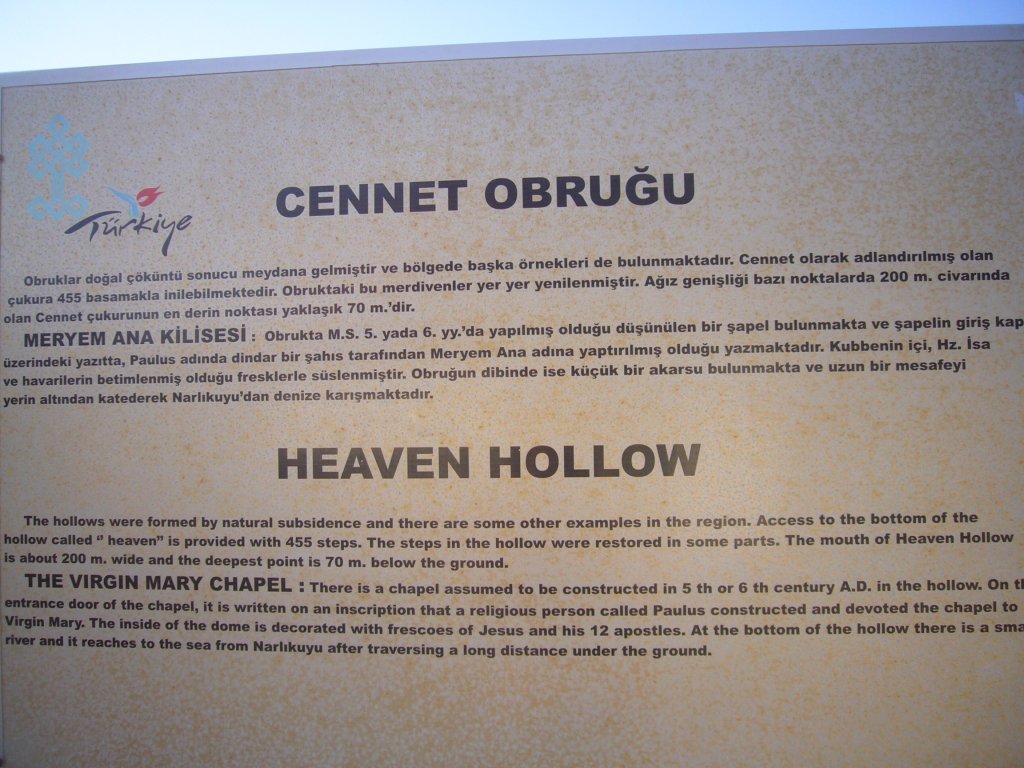 Türkiye
CENNET OBRUĞU
Obruklar doğal çöküntü sonucu meydana gelmiştir ve bölgede başka örnekleri de bulunmaktadır. Cennet olarak adlandırılmış olan
çukura 455 basamakla inilebilmektedir. Obruktaki bu merdivenler yer yer yenilenmiştir. Ağız genişliği bazı noktalarda 200 m. civarında
olan Cennet çukurunun en derin noktası yaklaşık 70 m.'dir.
MERYEM ANA KİLİSESİ : Obrukta M.S. 5. yada 6. yy.'da yapılmış olduğu düşünülen bir şapel bulunmakta ve şapelin giriş kap
üzerindeki yazıtta, Paulus adında dindar bir şahıs tarafından Meryem Ana adına yaptırılmış olduğu yazmaktadır. Kubbenin içi, Hz. İsa
ve havarilerin betimlenmiş olduğu fresklerle süslenmiştir. Obruğun dibinde ise küçük bir akarsu bulunmakta ve uzun bir mesafeyi
yerin altından katederek Narlıkuyu'dan denize karışmaktadır.
HEAVEN HOLLOW
The hollows were formed by natural subsidence and there are some other examples in the region. Access to the bottom of the
hollow called " heaven" is provided with 455 steps. The steps in the hollow were restored in some parts. The mouth of Heaven Hollow
is about 200 m. wide and the deepest point is 70 m. below the ground.
THE VIRGIN MARY CHAPEL : There is a chapel assumed to be constructed in 5 th or 6 th century A.D. in the hollow. On th
entrance door of the chapel, it is written on an inscription that a religious person called Paulus constructed and devoted the chapel to
Virgin Mary. The inside of the dome is decorated with frescoes of Jesus and his 12 apostles. At the bottom of the hollow there is a sma
river and it reaches to the sea from Narlıkuyu after traversing a long distance under the ground.